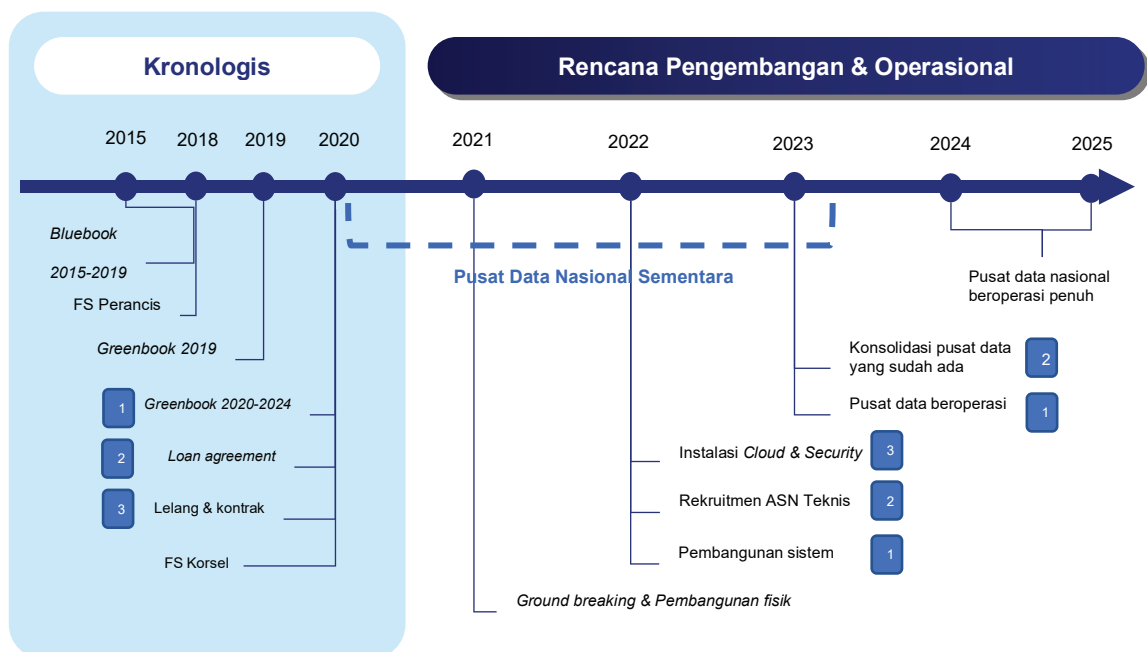 Kronologis
Rencana Pengembangan & Operasional
2015
2018
2019
2020
2021
2022
2023
2024
2025
Bluebook
2015-2019
FS Perancis
Greenbook 2019
1
Greenbook 2020-2024
2
Loan agreement
3
Lelang & kontrak
FS Korsel
Pusat Data Nasional Sementara
Pusat data nasional
beroperasi penuh
Konsolidasi pusat data
yang sudah ada
2
Pusat data beroperasi
1
Instalasi Cloud & Security
3
Rekruitmen ASN Teknis
2
Pembangunan sistem
1
Ground breaking & Pembangunan fisik